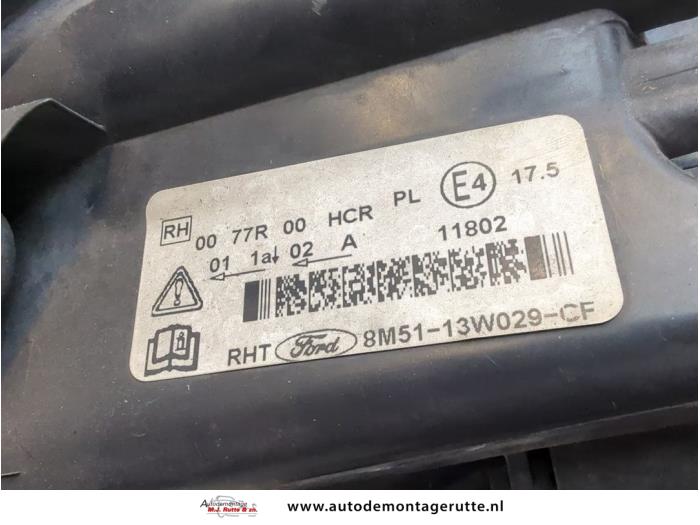 RH 00 77R 00 HCR PL E4 17.5
01 1a↓ 02 A 11802
RHT Ford 8M51-13W029-CF
Autodemontage
M.J. Rutte & zn.
www.autodemontagerutte.nl